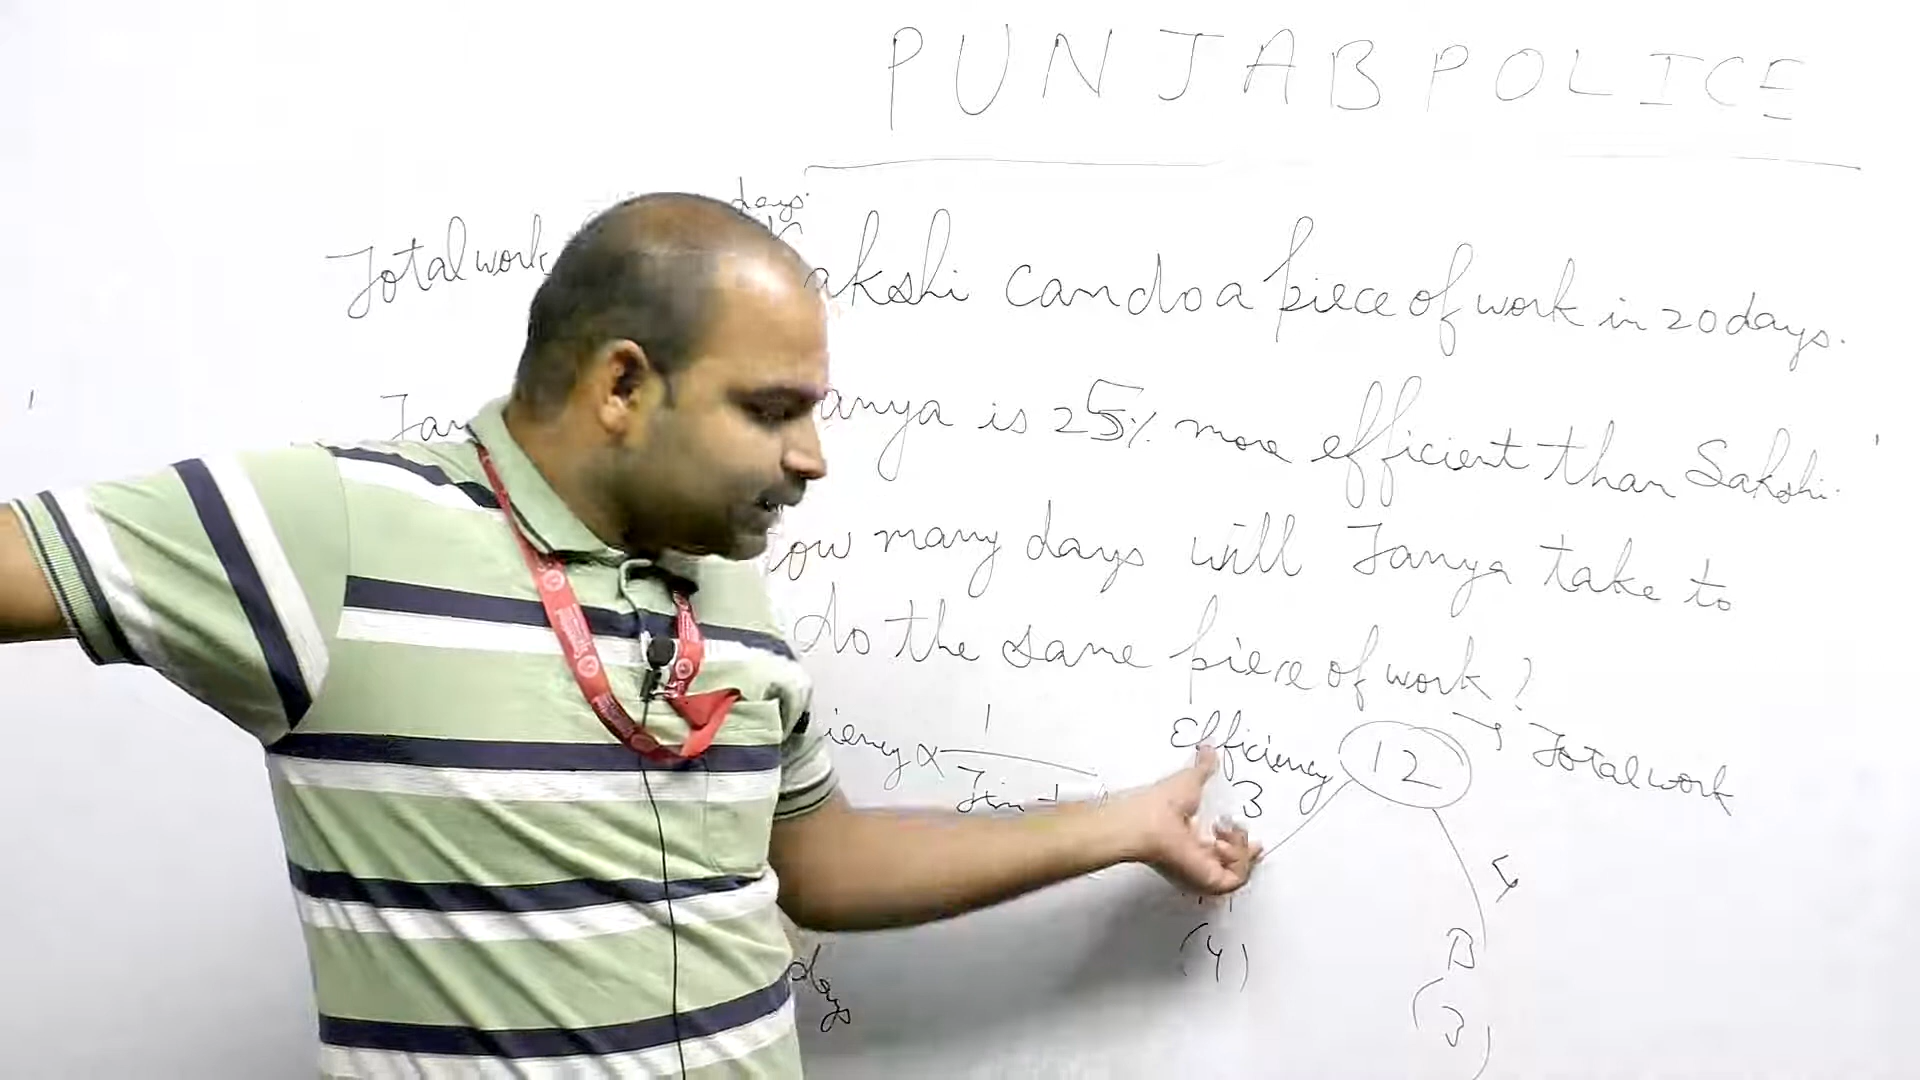 PUNJAB POLICE
days.
Total work
akshi can do a piece of work in 20 days.
anya is 25% more efficient than Sakshi.
ow many days will Tanya take to
do the same piece of work?
iency ∝ 1
Efficiency
12 → Total work
3
4
B
(4)
(3)
days